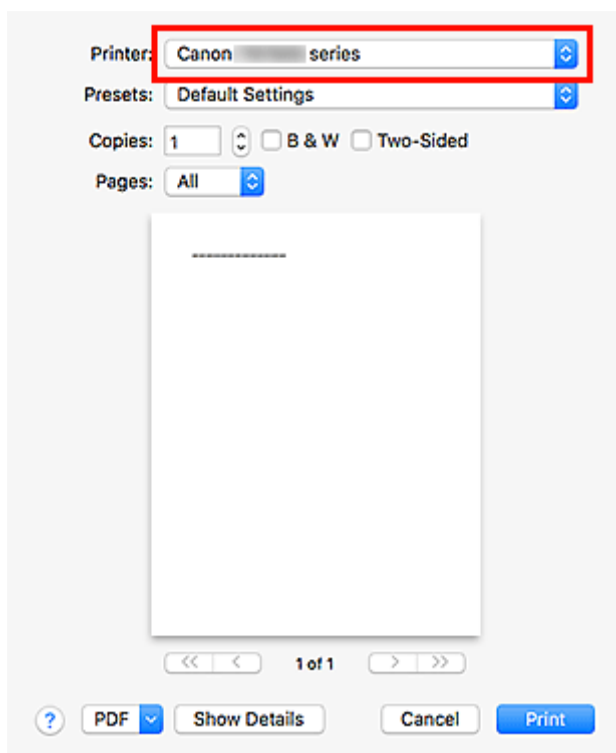 Printer: Canon series
Presets: Default Settings
Copies: 1 B & W Two-Sided
Pages: All
-------------
<< < 1 of 1 > >>
? PDF Show Details Cancel Print